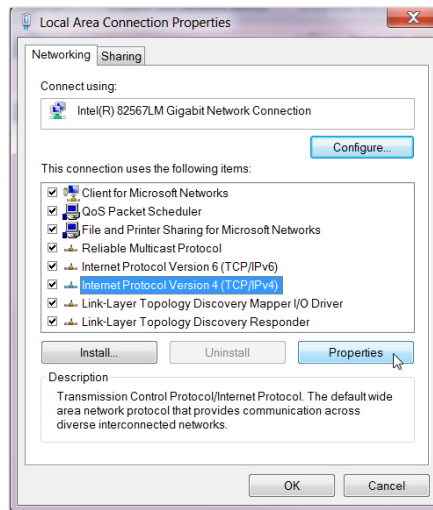 Local Area Connection Properties
Networking
Sharing
Connect using:
Intel(R) 82567LM Gigabit Network Connection
Configure...
This connection uses the following items:
Client for Microsoft Networks
QoS Packet Scheduler
File and Printer Sharing for Microsoft Networks
Reliable Multicast Protocol
Internet Protocol Version 6 (TCP/IPv6)
Internet Protocol Version 4 (TCP/IPv4)
Link-Layer Topology Discovery Mapper I/O Driver
Link-Layer Topology Discovery Responder
Install...
Uninstall
Properties
Description
Transmission Control Protocol/Internet Protocol. The default wide
area network protocol that provides communication across
diverse interconnected networks.
OK
Cancel